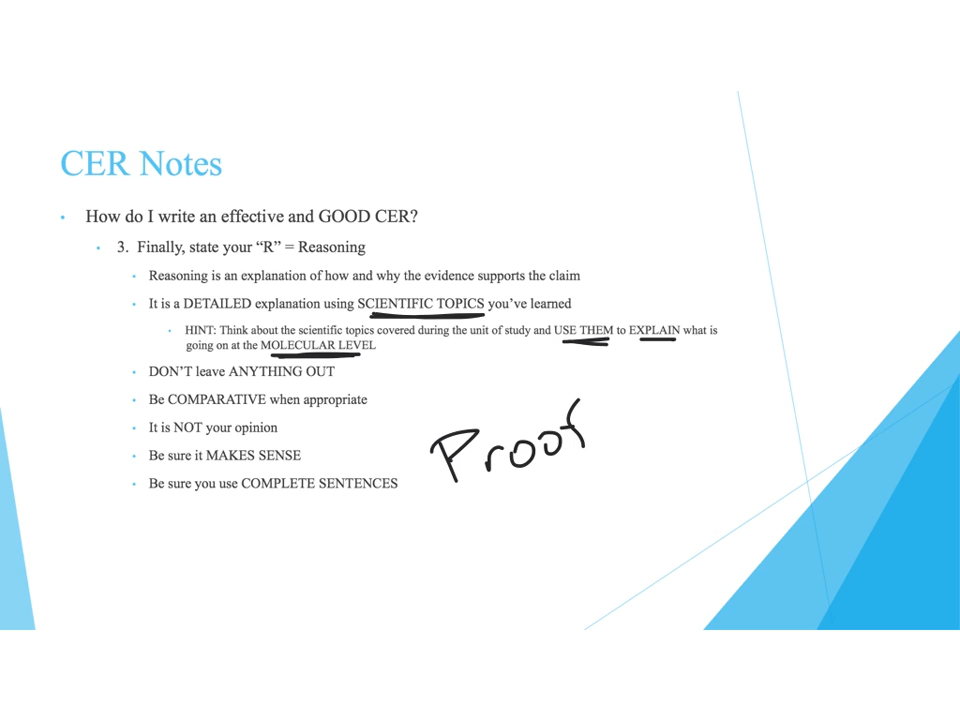 CER Notes
• How do I write an effective and GOOD CER?
• 3. Finally, state your “R” = Reasoning
• Reasoning is an explanation of how and why the evidence supports the claim
• It is a DETAILED explanation using SCIENTIFIC TOPICS you’ve learned
• HINT: Think about the scientific topics covered during the unit of study and USE THEM to EXPLAIN what is
going on at the MOLECULAR LEVEL
• DON’T leave ANYTHING OUT
• Be COMPARATIVE when appropriate
• It is NOT your opinion
• Be sure it MAKES SENSE
• Be sure you use COMPLETE SENTENCES
Proof